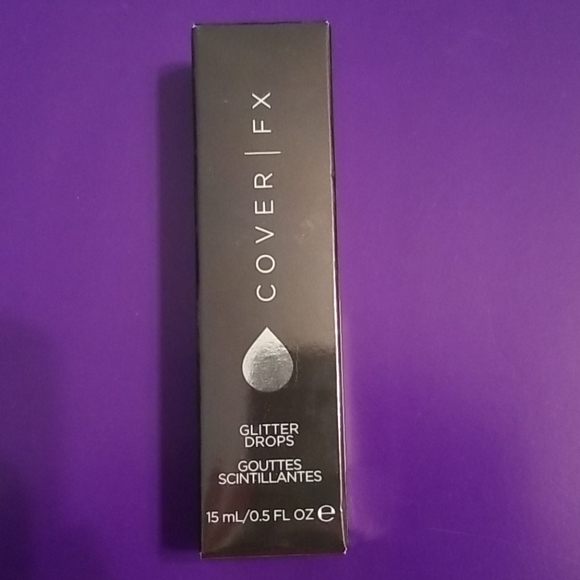 COVER | FX
GLITTER
DROPS
GOUTTES
SCINTILLANTES
15 mL/0.5 FL OZ ℮